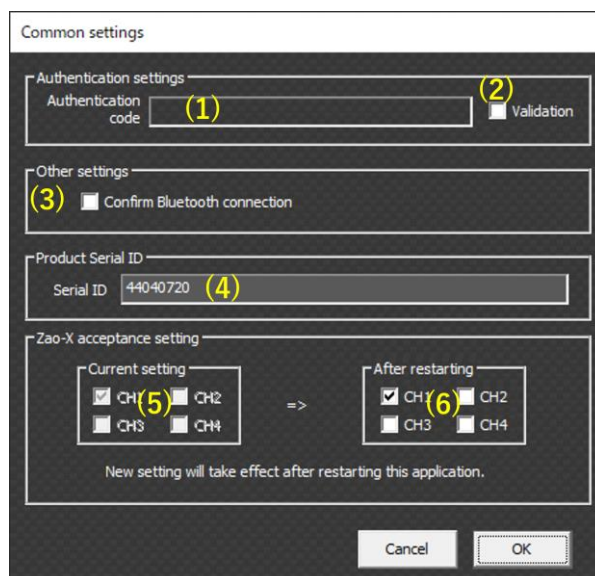 Common settings
Authentication settings
Authentication code
(1)
(2)
Validation
Other settings
(3)
Confirm Bluetooth connection
Product Serial ID
Serial ID
44040720
(4)
Zao-X acceptance setting
Current setting
CH1 CH2
(5)
CH3 CH4
=>
After restarting
CH1 CH2
(6)
CH3 CH4
New setting will take effect after restarting this application.
Cancel
OK